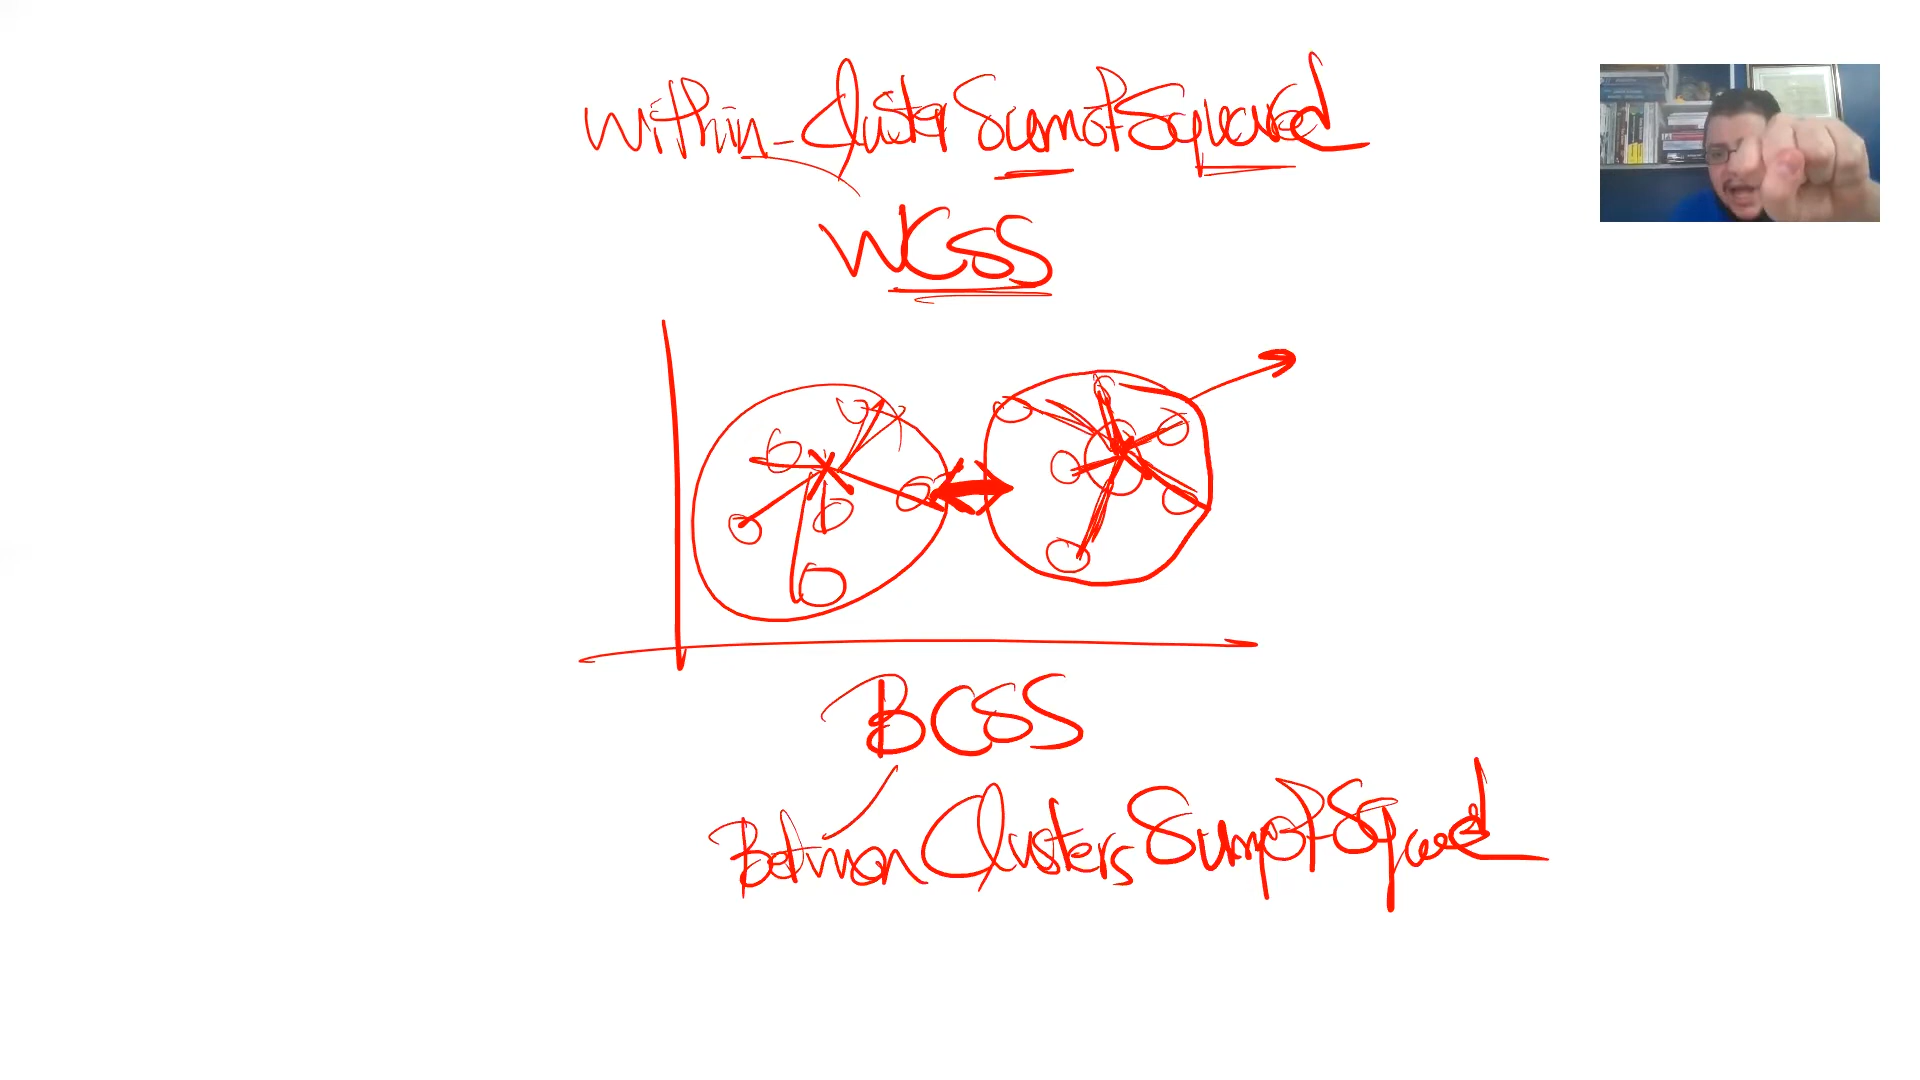 Within-Cluster Sum of Squared
WCSS
BCSS
Between Clusters Sum of Squared